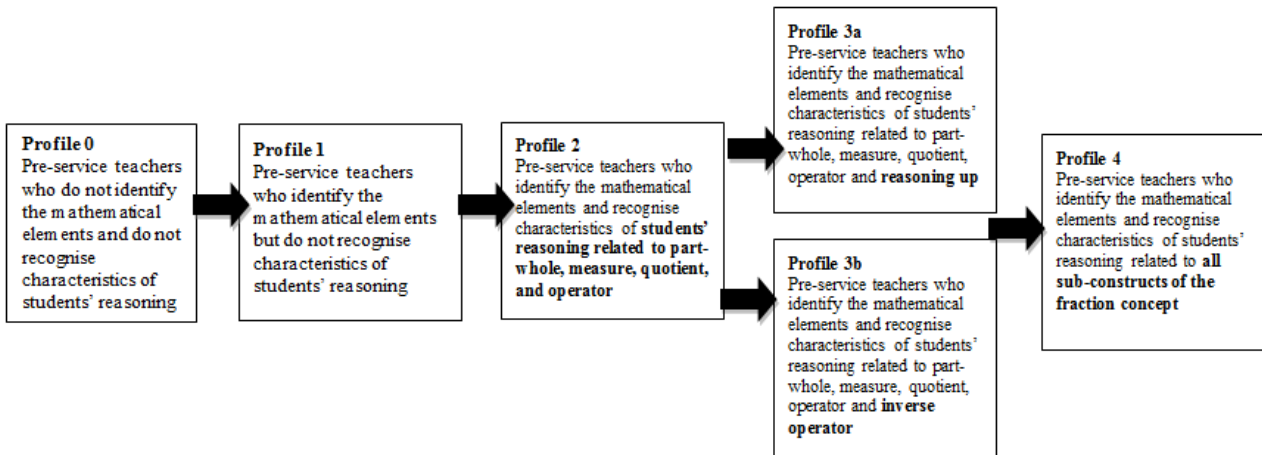 Profile 0
Pre-service teachers
who do not identify
the mathematical
elements and do not
recognise
characteristics of
students’ reasoning
Profile 1
Pre-service teachers
who identify the
mathematical elements
but do not recognise
characteristics of
students’ reasoning
Profile 2
Pre-service teachers who
identify the mathematical
elements and recognise
characteristics of students’
reasoning related to part-
whole, measure, quotient,
and operator
Profile 3a
Pre-service teachers who
identify the mathematical
elements and recognise
characteristics of students’
reasoning related to part-
whole, measure, quotient,
operator and reasoning up
Profile 3b
Pre-service teachers who
identify the mathematical
elements and recognise
characteristics of students’
reasoning related to part-
whole, measure, quotient,
operator and inverse
operator
Profile 4
Pre-service teachers who
identify the mathematical
elements and recognise
characteristics of students’
reasoning related to all
sub-constructs of the
fraction concept